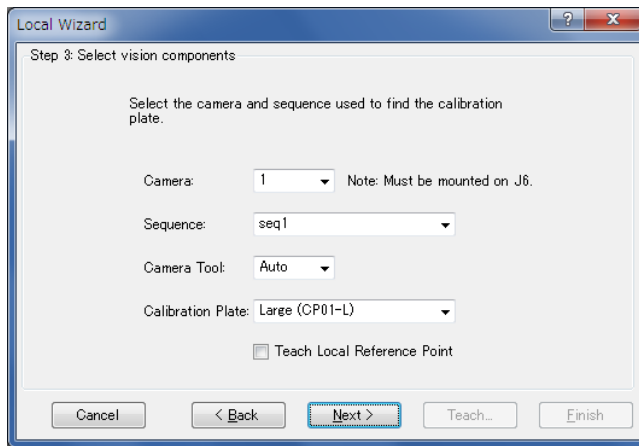 Local Wizard
Step 3: Select vision components
Select the camera and sequence used to find the calibration
plate.
Camera: 1 Note: Must be mounted on J6.
Sequence: seq1
Camera Tool: Auto
Calibration Plate: Large (CP01-L)
Teach Local Reference Point
Cancel < Back Next > Teach... Finish